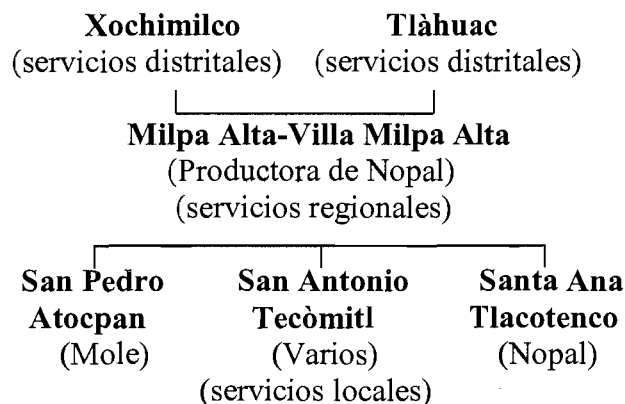 Xochimilco Tlàhuac
(servicios distritales) (servicios distritales)
Milpa Alta-Villa Milpa Alta
(Productora de Nopal)
(servicios regionales)
San Pedro San Antonio Santa Ana
Atocpan Tecòmitl Tlacotenco
(Mole) (Varios) (Nopal)
(servicios locales)